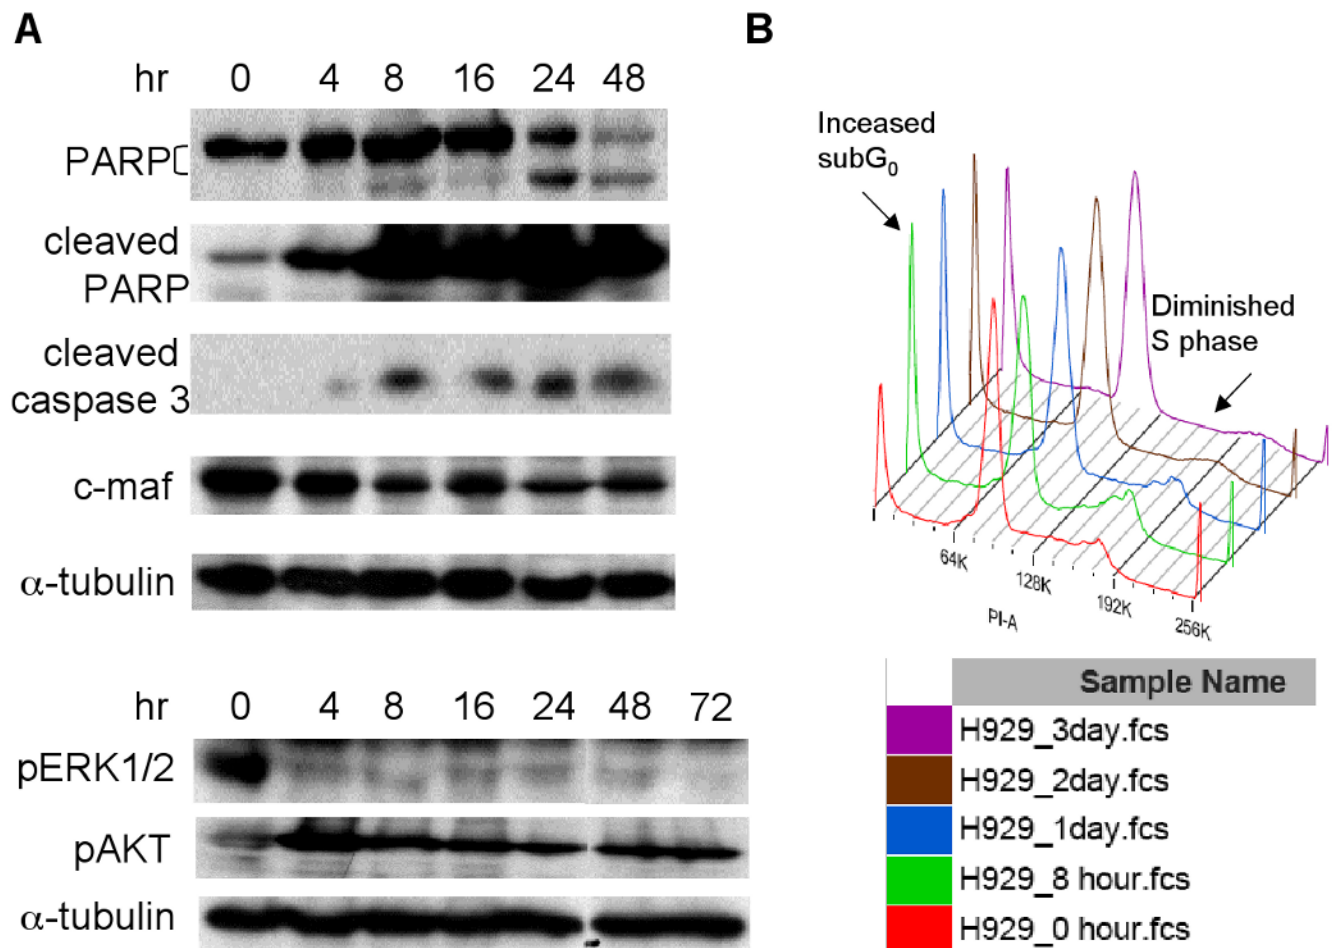 A
hr 0 4 8 16 24 48
PARP
cleaved
PARP
cleaved
caspase 3
c-maf
α-tubulin
hr 0 4 8 16 24 48 72
pERK1/2
pAKT
α-tubulin
B
Inceased
subG0
Diminished
S phase
64K
128K
192K
256K
PI-A
Sample Name
H929_3day.fcs
H929_2day.fcs
H929_1day.fcs
H929_8 hour.fcs
H929_0 hour.fcs